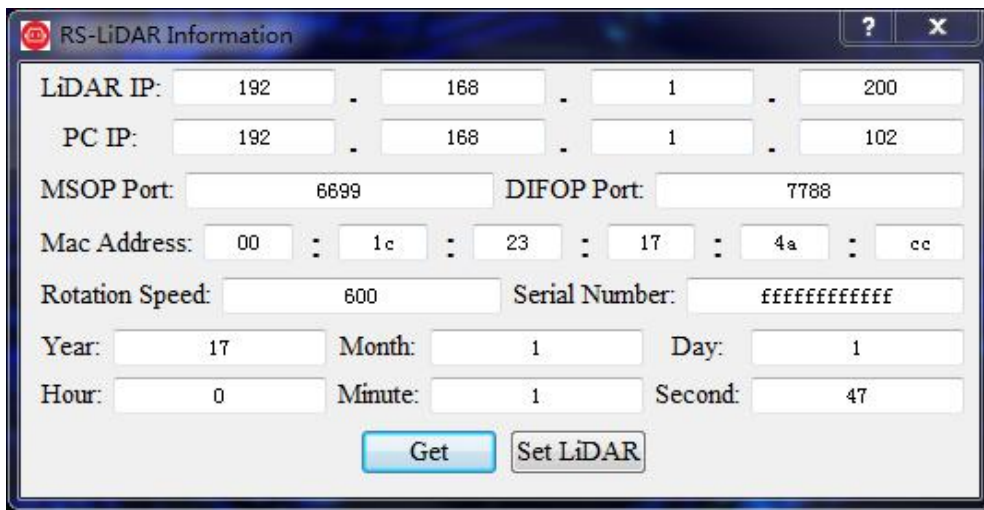 RS-LiDAR Information ? x
LiDAR IP: 192 . 168 . 1 . 200
PC IP: 192 . 168 . 1 . 102
MSOP Port: 6699 DIFOP Port: 7788
Mac Address: 00 : 1c : 23 : 17 : 4a : cc
Rotation Speed: 600 Serial Number: ffffffffffff
Year: 17 Month: 1 Day: 1
Hour: 0 Minute: 1 Second: 47
Get Set LiDAR